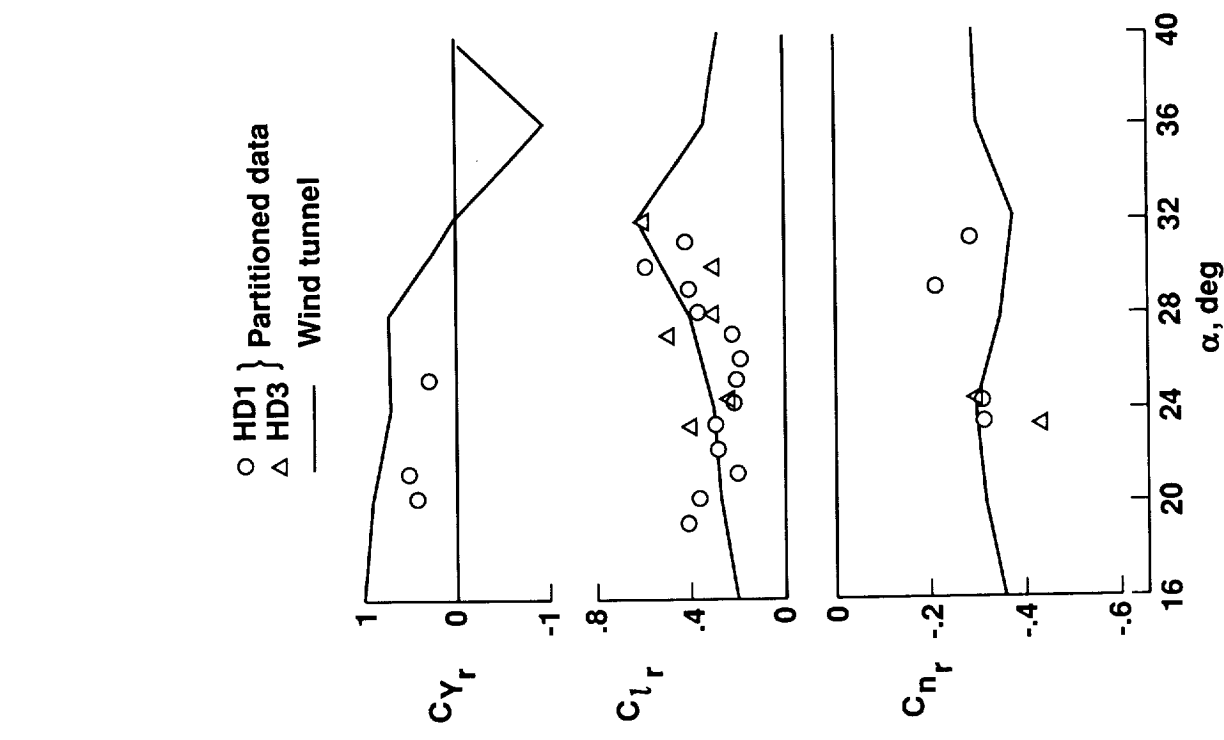 HD1
HD3
} Partitioned data
Wind tunnel
1
0
-1
CYr
.8
.4
0
Clr
0
-.2
-.4
-.6
Cnr
16 20 24 28 32 36 40
α, deg